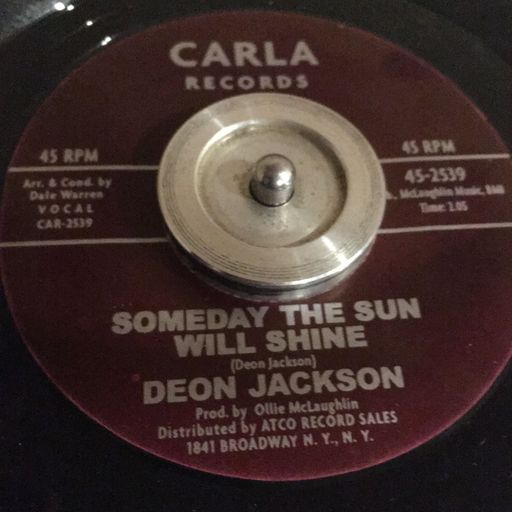 CARLA
RECORDS
45 RPM
45 RPM
Arr. & Cond. by
Dale Warren
VOCAL
CAR-2539
45-2539
McLaughlin Music, BMI
Time: 2.05
SOMEDAY THE SUN
WILL SHINE
(Deon Jackson)
DEON JACKSON
Prod. by Ollie McLaughlin
Distributed by ATCO RECORD SALES
1841 BROADWAY N. Y., N. Y.